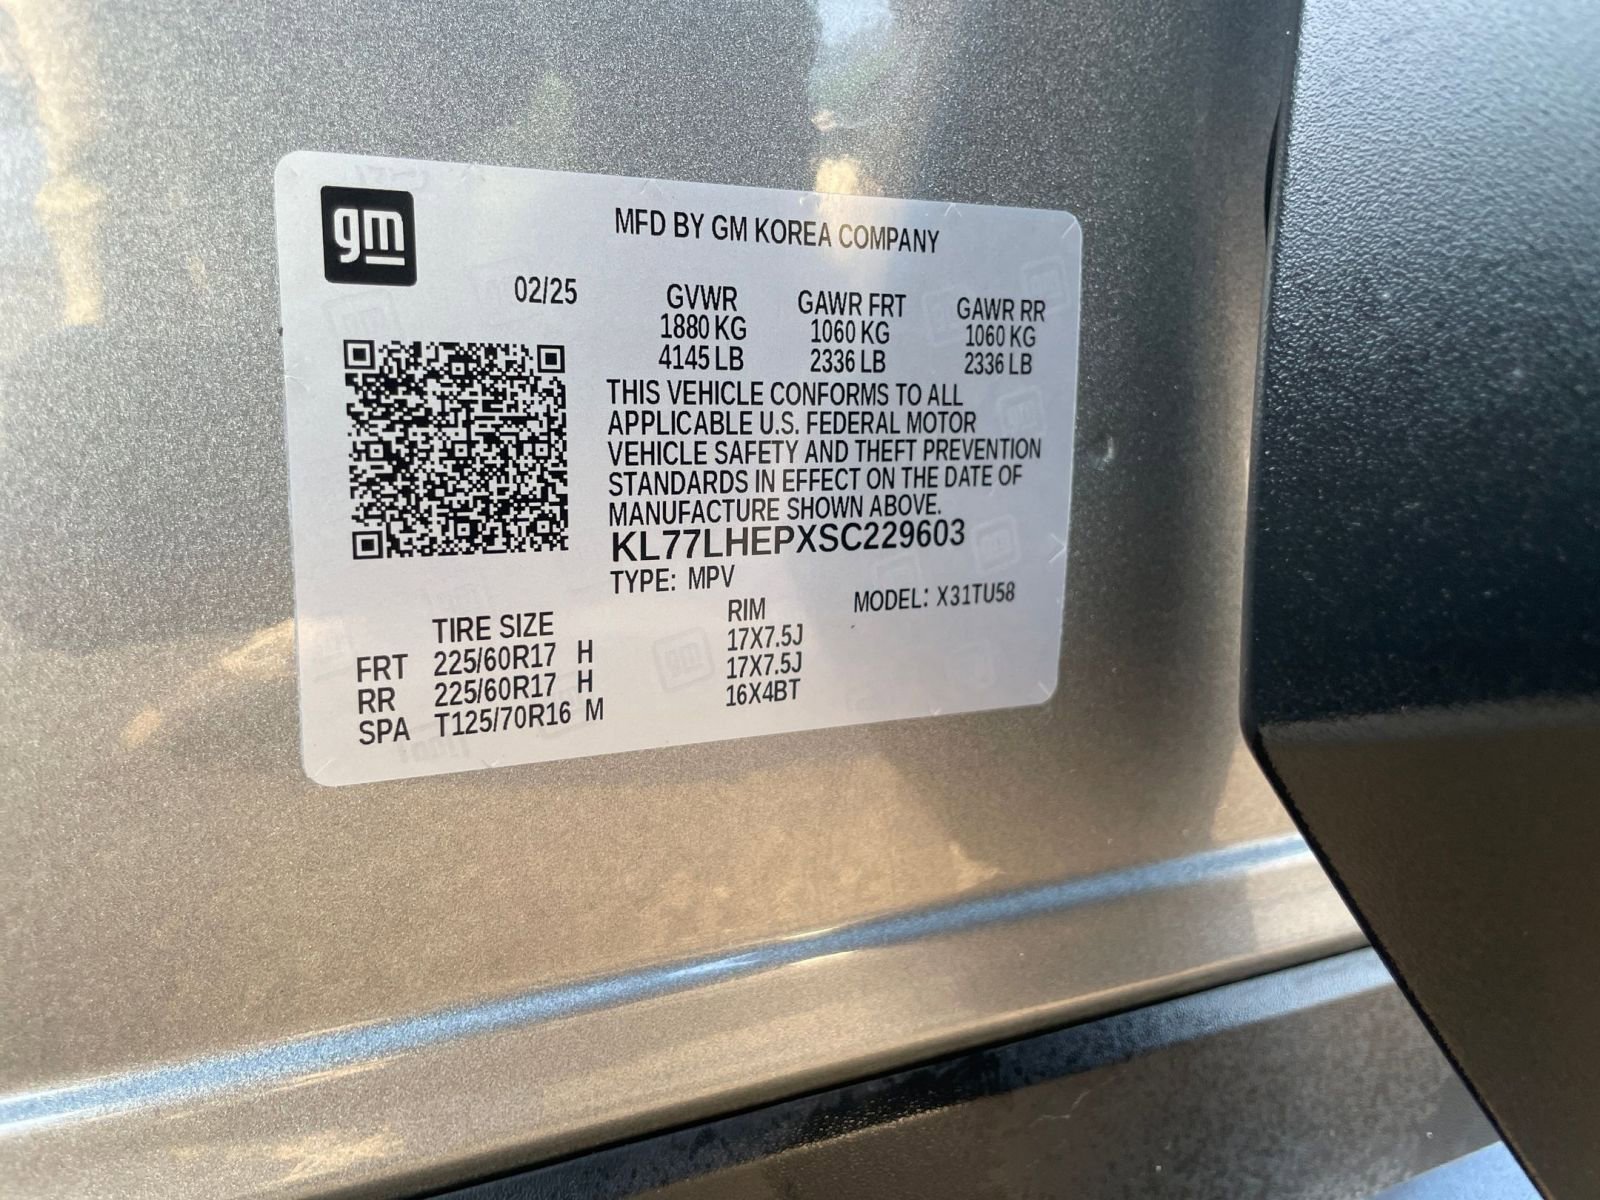 gm
MFD BY GM KOREA COMPANY
02/25
GVWR GAWR FRT GAWR RR
1880 KG 1060 KG 1060 KG
4145 LB 2336 LB 2336 LB
THIS VEHICLE CONFORMS TO ALL
APPLICABLE U.S. FEDERAL MOTOR
VEHICLE SAFETY AND THEFT PREVENTION
STANDARDS IN EFFECT ON THE DATE OF
MANUFACTURE SHOWN ABOVE.
KL77LHEPXSC229603
TYPE: MPV MODEL: X31TU58
TIRE SIZE RIM
FRT 225/60R17 H 17X7.5J
RR 225/60R17 H 17X7.5J
SPA T125/70R16 M 16X4BT